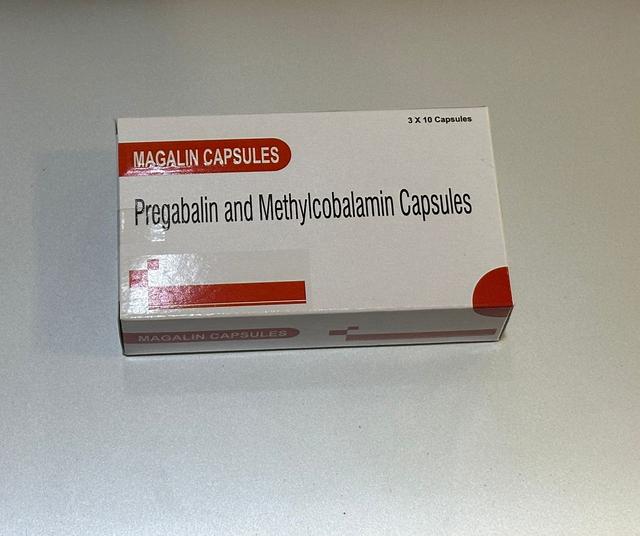 3 X 10 Capsules
MAGALIN CAPSULES
Pregabalin and Methylcobalamin Capsules
MAGALIN CAPSULES